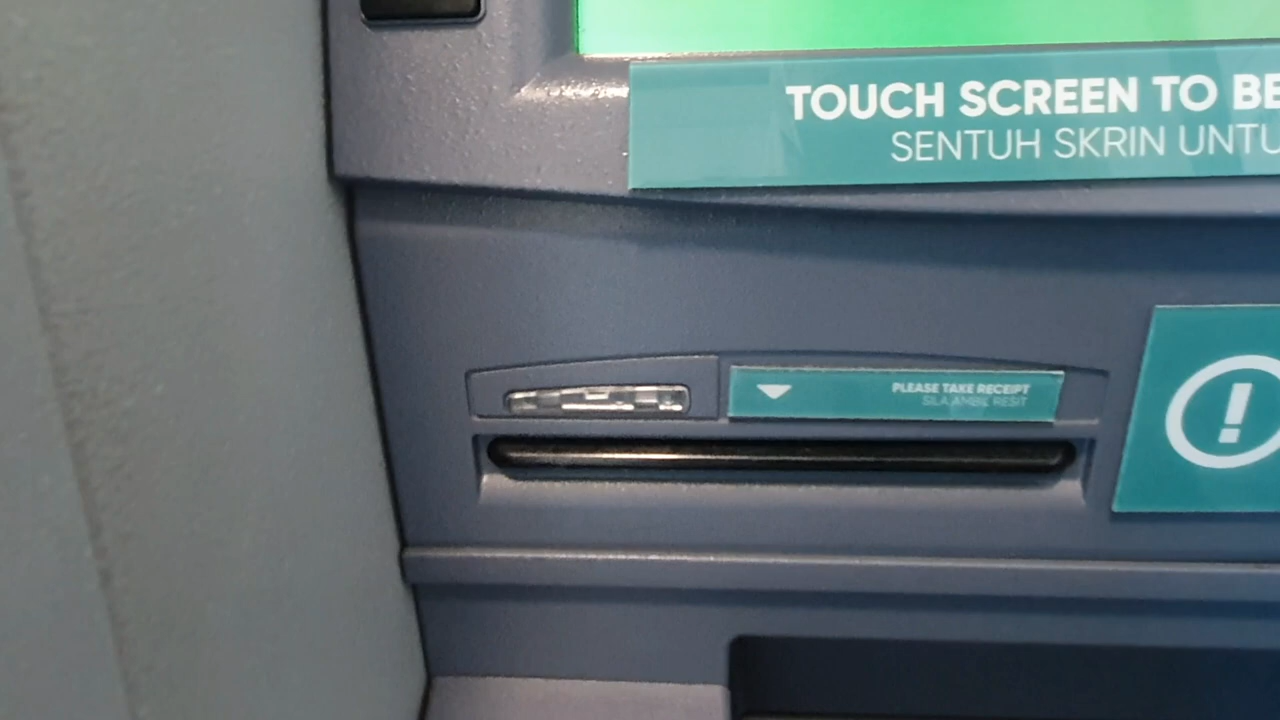 TOUCH SCREEN TO BE
SENTUH SKRIN UNTU
PLEASE TAKE RECEIPT
SILA AMBIL RESIT
!